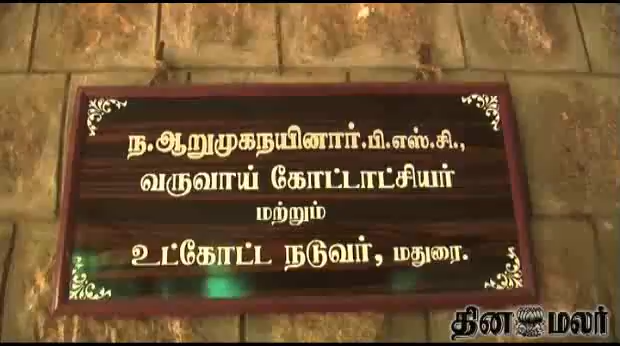 ந.ஆறுமுகநயினார்.பி.எஸ்.சி.,
வருவாய் கோட்டாட்சியர்
மற்றும்
உட்கோட்ட நடுவர், மதுரை.
தினமலர்